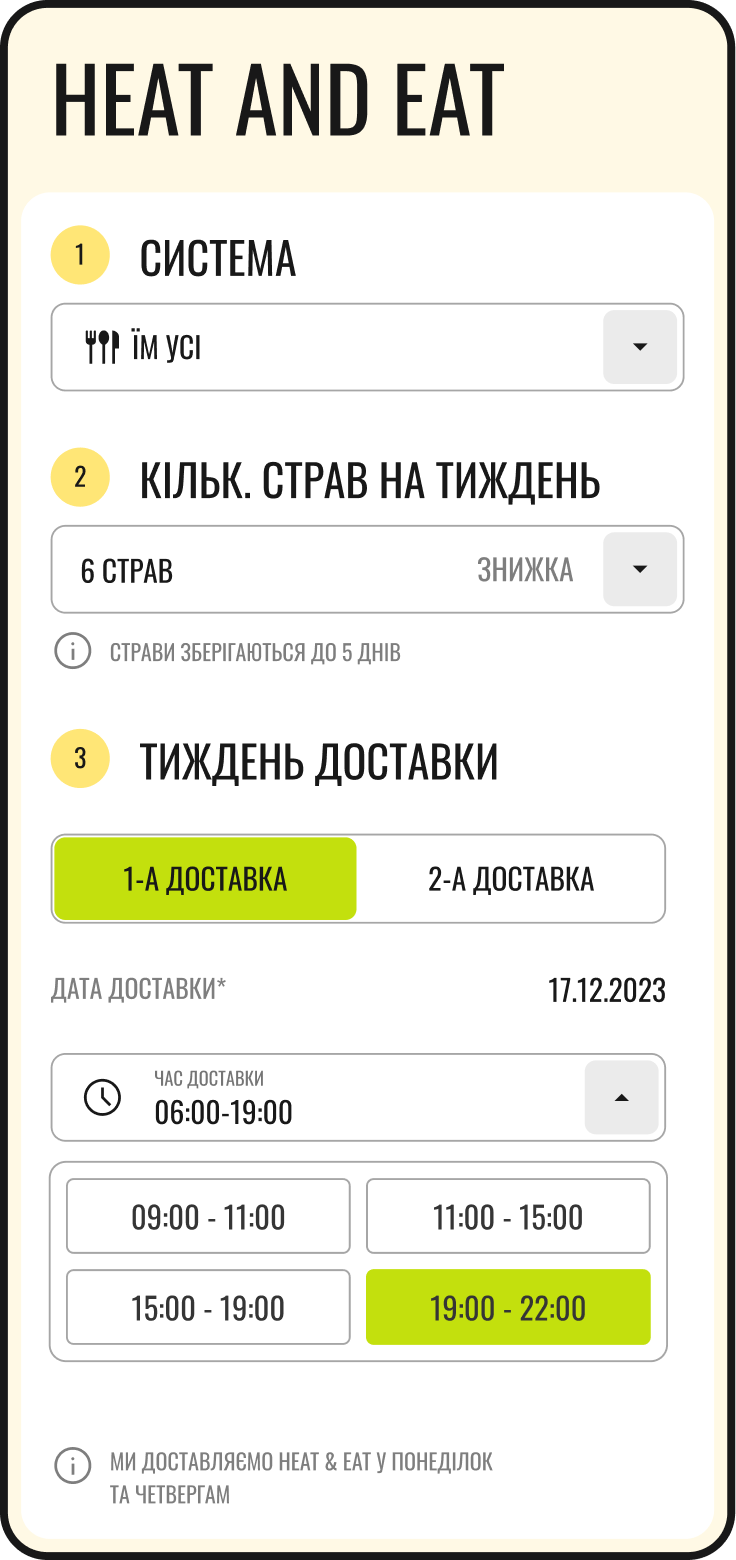 HEAT AND EAT
1 СИСТЕМА
ЇМ УСІ
2 КІЛЬК. СТРАВ НА ТИЖДЕНЬ
6 СТРАВ ЗНИЖКА
СТРАВИ ЗБЕРІГАЮТЬСЯ ДО 5 ДНІВ
3 ТИЖДЕНЬ ДОСТАВКИ
1-А ДОСТАВКА 2-А ДОСТАВКА
ДАТА ДОСТАВКИ* 17.12.2023
ЧАС ДОСТАВКИ
06:00-19:00
09:00 - 11:00 11:00 - 15:00
15:00 - 19:00 19:00 - 22:00
МИ ДОСТАВЛЯЄМО HEAT & EAT У ПОНЕДІЛОК
ТА ЧЕТВЕРГАМ